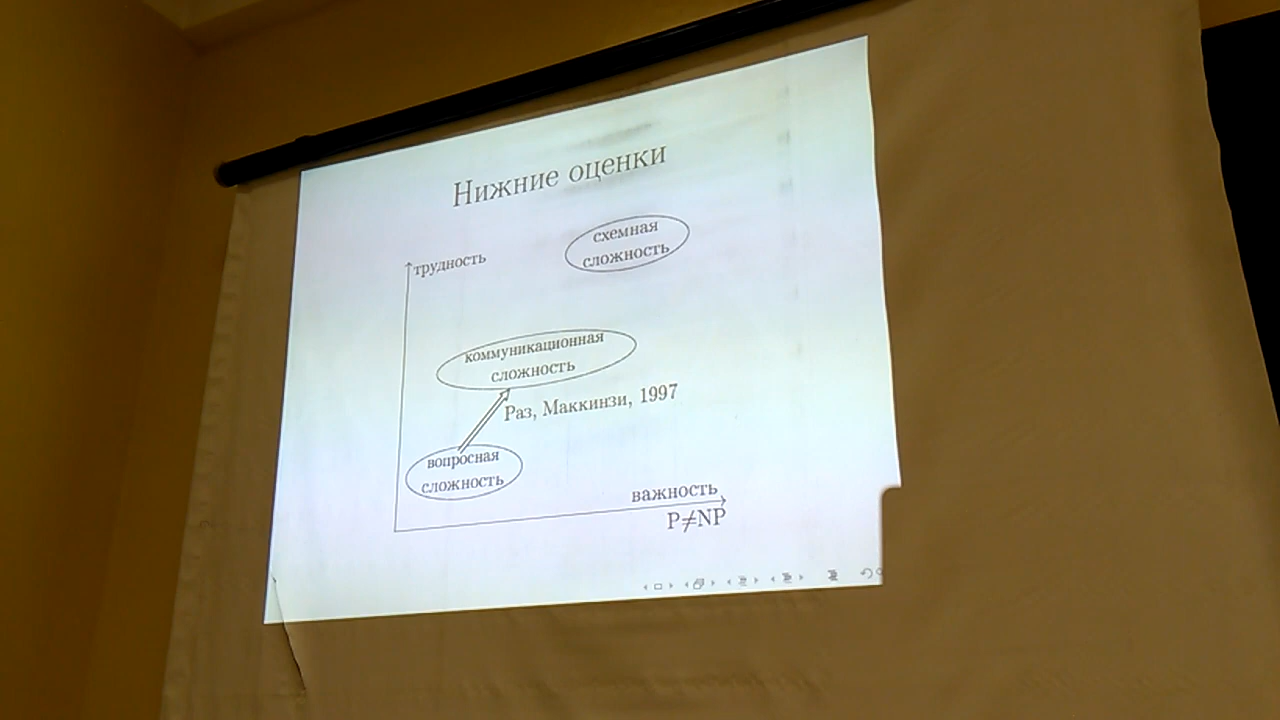 Нижние оценки
схемная
сложность
трудность
коммуникационная
сложность
Раз, Маккинзи, 1997
вопросная
сложность
важность
P≠NP